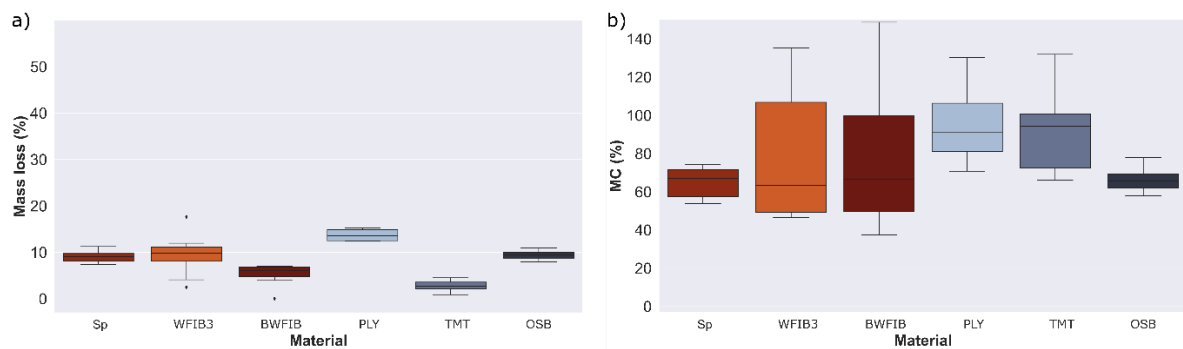 a)
Mass loss (%)
50
40
30
20
10
0
Sp WFIB3 BWFIB PLY TMT OSB
Material
b)
MC (%)
140
120
100
80
60
40
20
0
Sp WFIB3 BWFIB PLY TMT OSB
Material